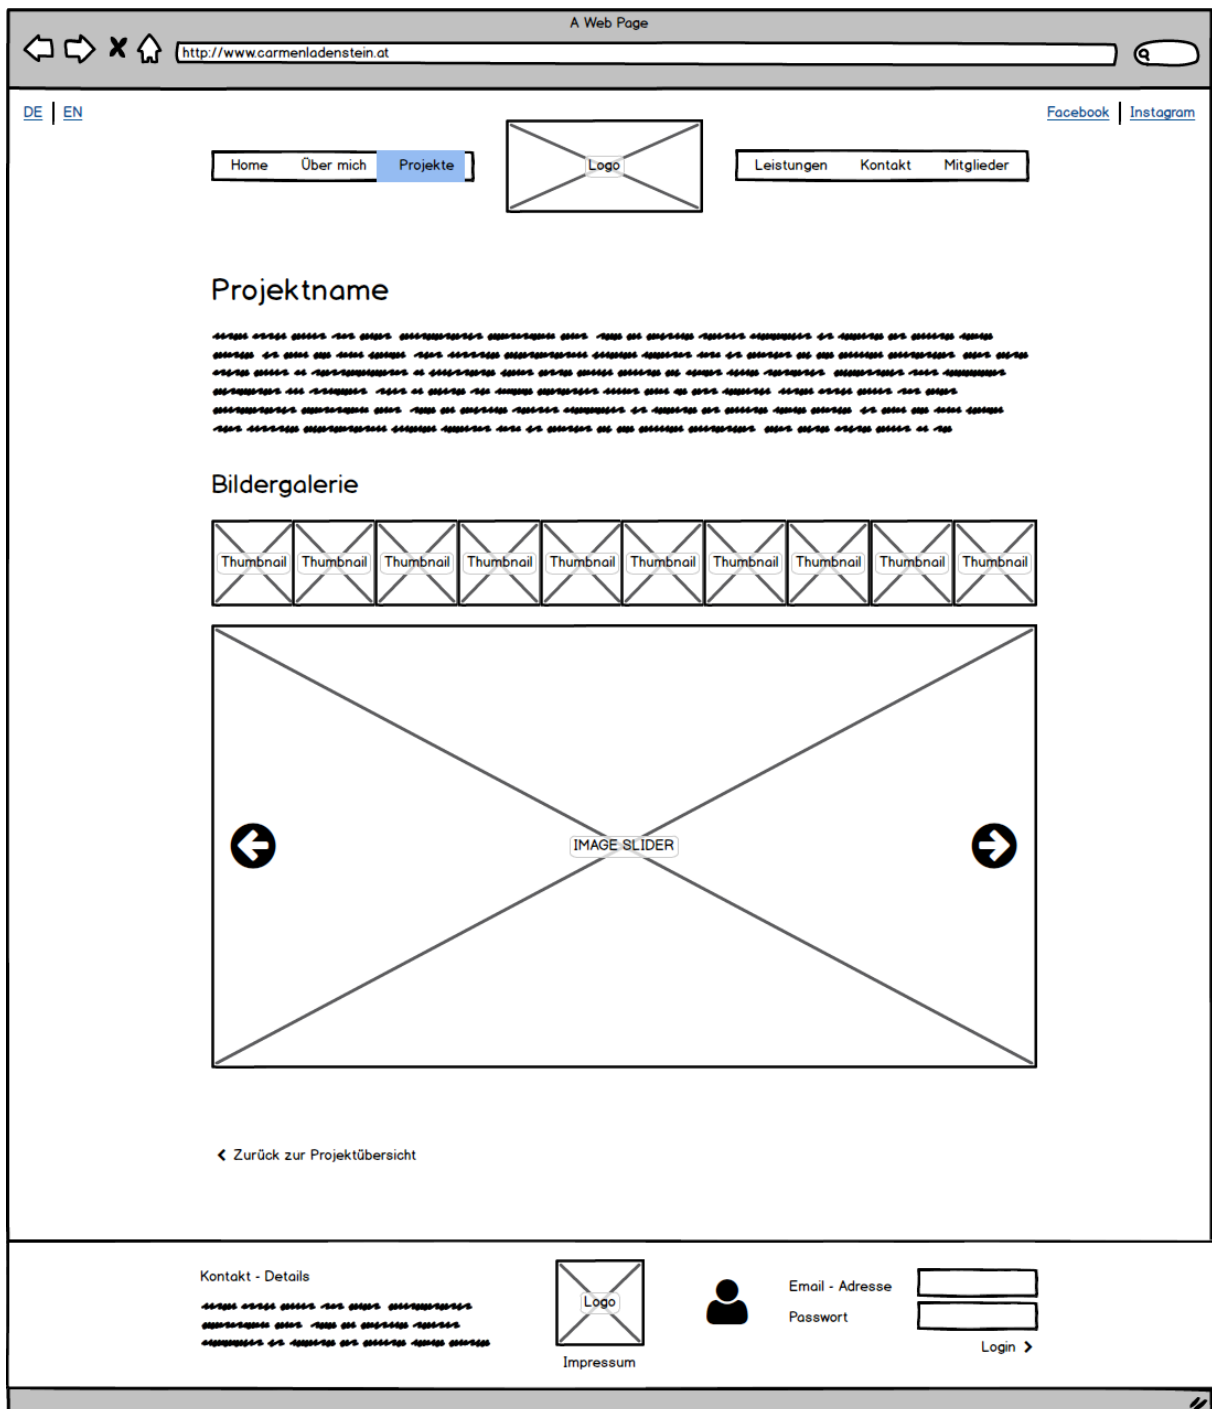 A Web Page
http://www.carmenladenstein.at
DE EN
Facebook Instagram
Home Über mich Projekte
Logo
Leistungen Kontakt Mitglieder
Projektname
Bildergalerie
Thumbnail Thumbnail Thumbnail Thumbnail Thumbnail Thumbnail Thumbnail Thumbnail Thumbnail Thumbnail
IMAGE SLIDER
Zurück zur Projektübersicht
Kontakt - Details
Logo
Impressum
Email - Adresse
Passwort
Login